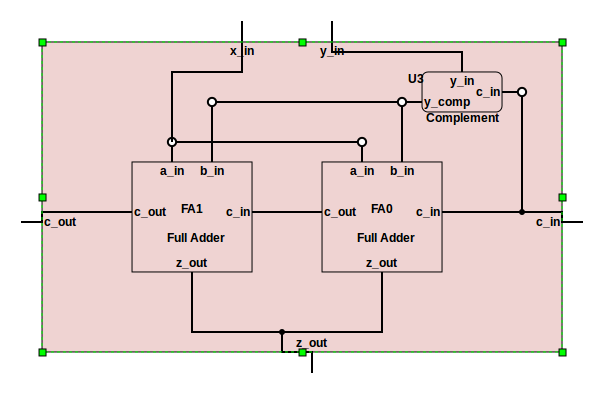 x_in y_in
U3 y_in
c_in
y_comp
Complement
a_in b_in a_in b_in
c_out FA1 c_in c_out FA0 c_in
c_out c_in
Full Adder Full Adder
z_out z_out
z_out